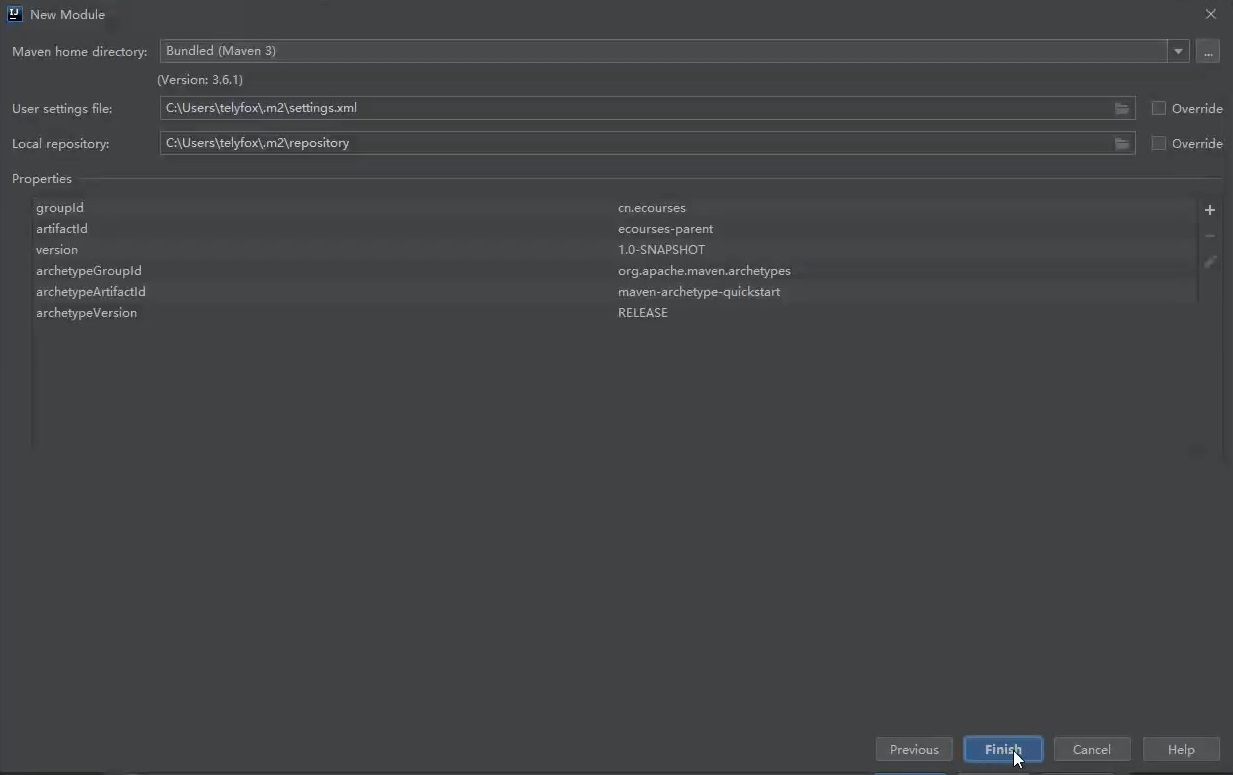 New Module
Maven home directory: Bundled (Maven 3) ...
(Version: 3.6.1)
User settings file: C:\Users\telyfox\.m2\settings.xml Override
Local repository: C:\Users\telyfox\.m2\repository Override
Properties
groupId cn.ecourses
artifactId ecourses-parent
version 1.0-SNAPSHOT
archetypeGroupId org.apache.maven.archetypes
archetypeArtifactId maven-archetype-quickstart
archetypeVersion RELEASE
Previous Finish Cancel Help